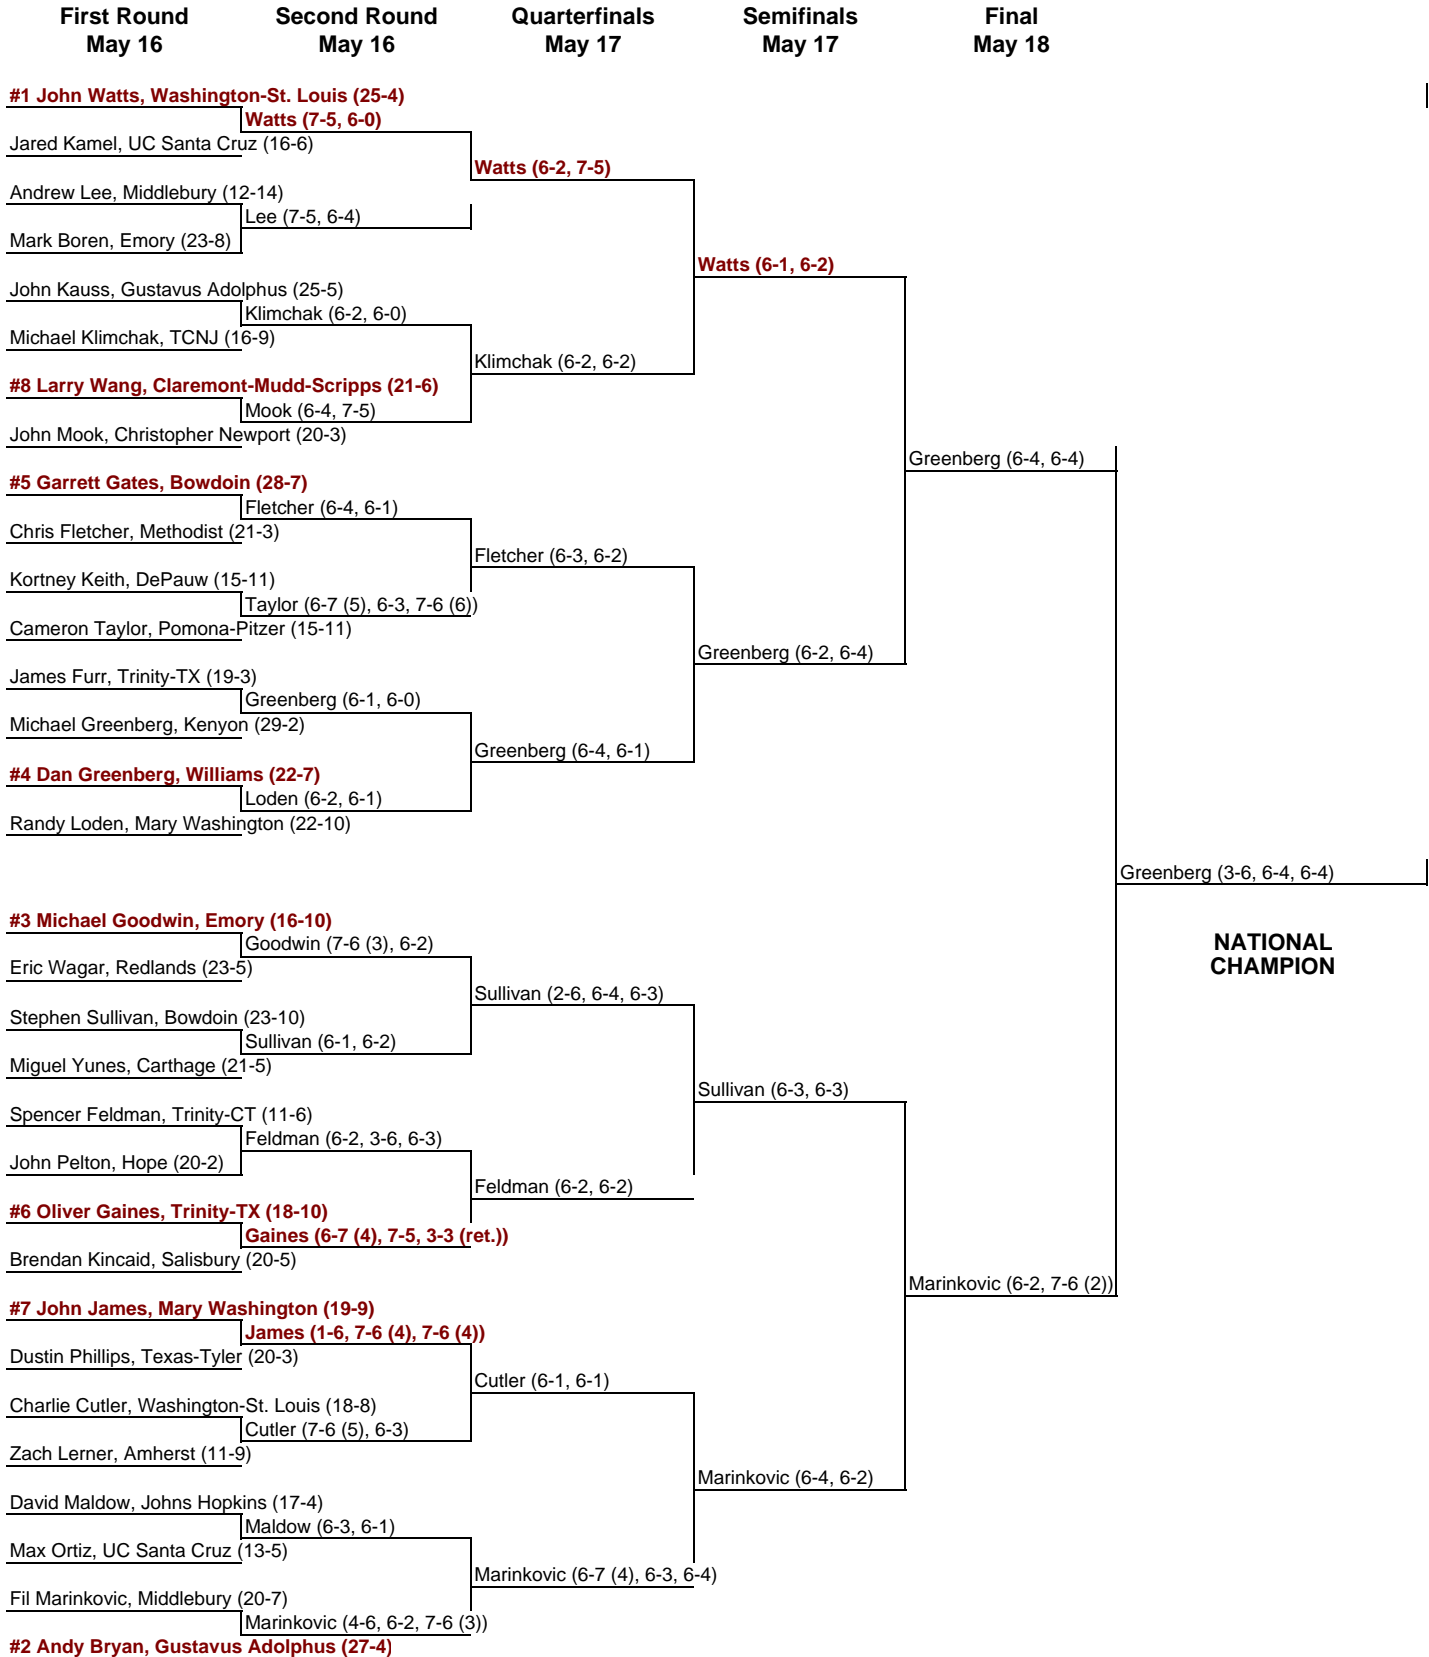 First Round
May 16
Second Round
May 16
Quarterfinals
May 17
Semifinals
May 17
Final
May 18
#1 John Watts, Washington-St. Louis (25-4)
Watts (7-5, 6-0)
Jared Kamel, UC Santa Cruz (16-6)
Watts (6-2, 7-5)
Andrew Lee, Middlebury (12-14)
Lee (7-5, 6-4)
Mark Boren, Emory (23-8)
Watts (6-1, 6-2)
John Kauss, Gustavus Adolphus (25-5)
Klimchak (6-2, 6-0)
Michael Klimchak, TCNJ (16-9)
Klimchak (6-2, 6-2)
#8 Larry Wang, Claremont-Mudd-Scripps (21-6)
Mook (6-4, 7-5)
John Mook, Christopher Newport (20-3)
Greenberg (6-4, 6-4)
#5 Garrett Gates, Bowdoin (28-7)
Fletcher (6-4, 6-1)
Chris Fletcher, Methodist (21-3)
Fletcher (6-3, 6-2)
Kortney Keith, DePauw (15-11)
Taylor (6-7 (5), 6-3, 7-6 (6))
Cameron Taylor, Pomona-Pitzer (15-11)
Greenberg (6-2, 6-4)
James Furr, Trinity-TX (19-3)
Greenberg (6-1, 6-0)
Michael Greenberg, Kenyon (29-2)
Greenberg (6-4, 6-1)
#4 Dan Greenberg, Williams (22-7)
Loden (6-2, 6-1)
Randy Loden, Mary Washington (22-10)
Greenberg (3-6, 6-4, 6-4)
NATIONAL
CHAMPION
#3 Michael Goodwin, Emory (16-10)
Goodwin (7-6 (3), 6-2)
Eric Wagar, Redlands (23-5)
Sullivan (2-6, 6-4, 6-3)
Stephen Sullivan, Bowdoin (23-10)
Sullivan (6-1, 6-2)
Miguel Yunes, Carthage (21-5)
Sullivan (6-3, 6-3)
Spencer Feldman, Trinity-CT (11-6)
Feldman (6-2, 3-6, 6-3)
John Pelton, Hope (20-2)
Feldman (6-2, 6-2)
#6 Oliver Gaines, Trinity-TX (18-10)
Gaines (6-7 (4), 7-5, 3-3 (ret.))
Brendan Kincaid, Salisbury (20-5)
Marinkovic (6-2, 7-6 (2))
#7 John James, Mary Washington (19-9)
James (1-6, 7-6 (4), 7-6 (4))
Dustin Phillips, Texas-Tyler (20-3)
Cutler (6-1, 6-1)
Charlie Cutler, Washington-St. Louis (18-8)
Cutler (7-6 (5), 6-3)
Zach Lerner, Amherst (11-9)
Marinkovic (6-4, 6-2)
David Maldow, Johns Hopkins (17-4)
Maldow (6-3, 6-1)
Max Ortiz, UC Santa Cruz (13-5)
Marinkovic (6-7 (4), 6-3, 6-4)
Fil Marinkovic, Middlebury (20-7)
Marinkovic (4-6, 6-2, 7-6 (3))
#2 Andy Bryan, Gustavus Adolphus (27-4)